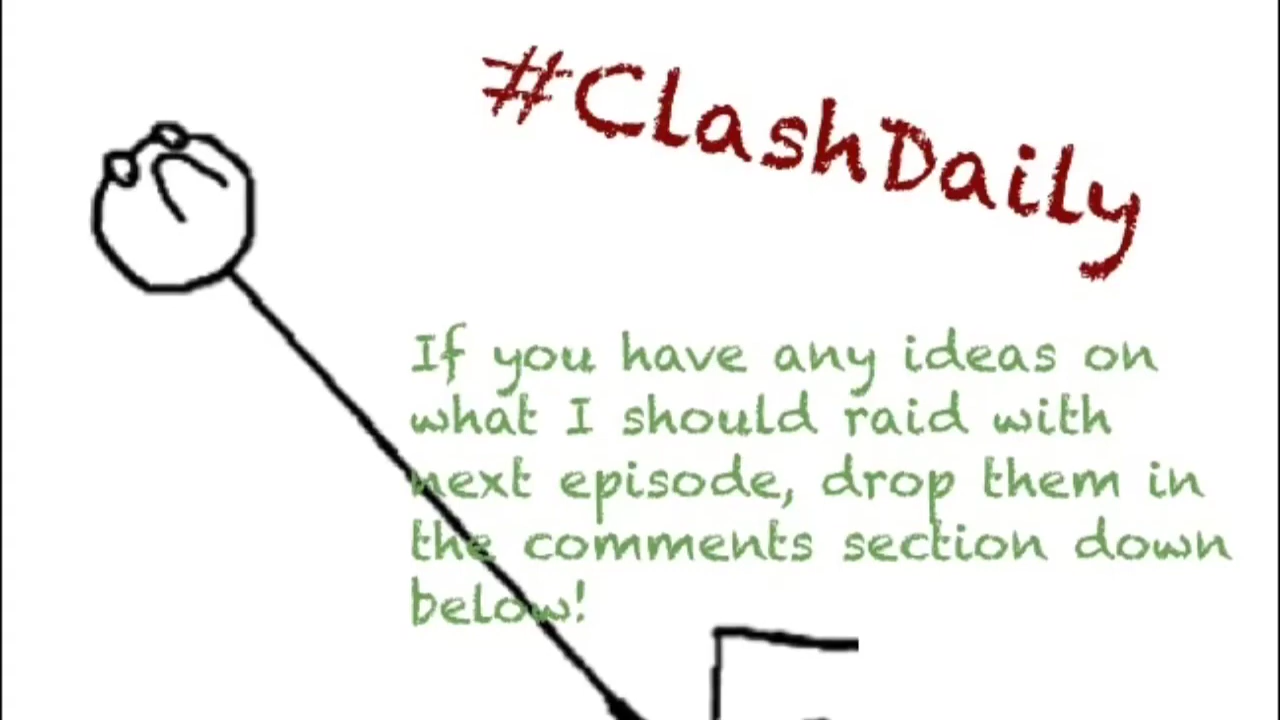 #ClashDaily
If you have any ideas on
what I should raid with
next episode, drop them in
the comments section down
below!